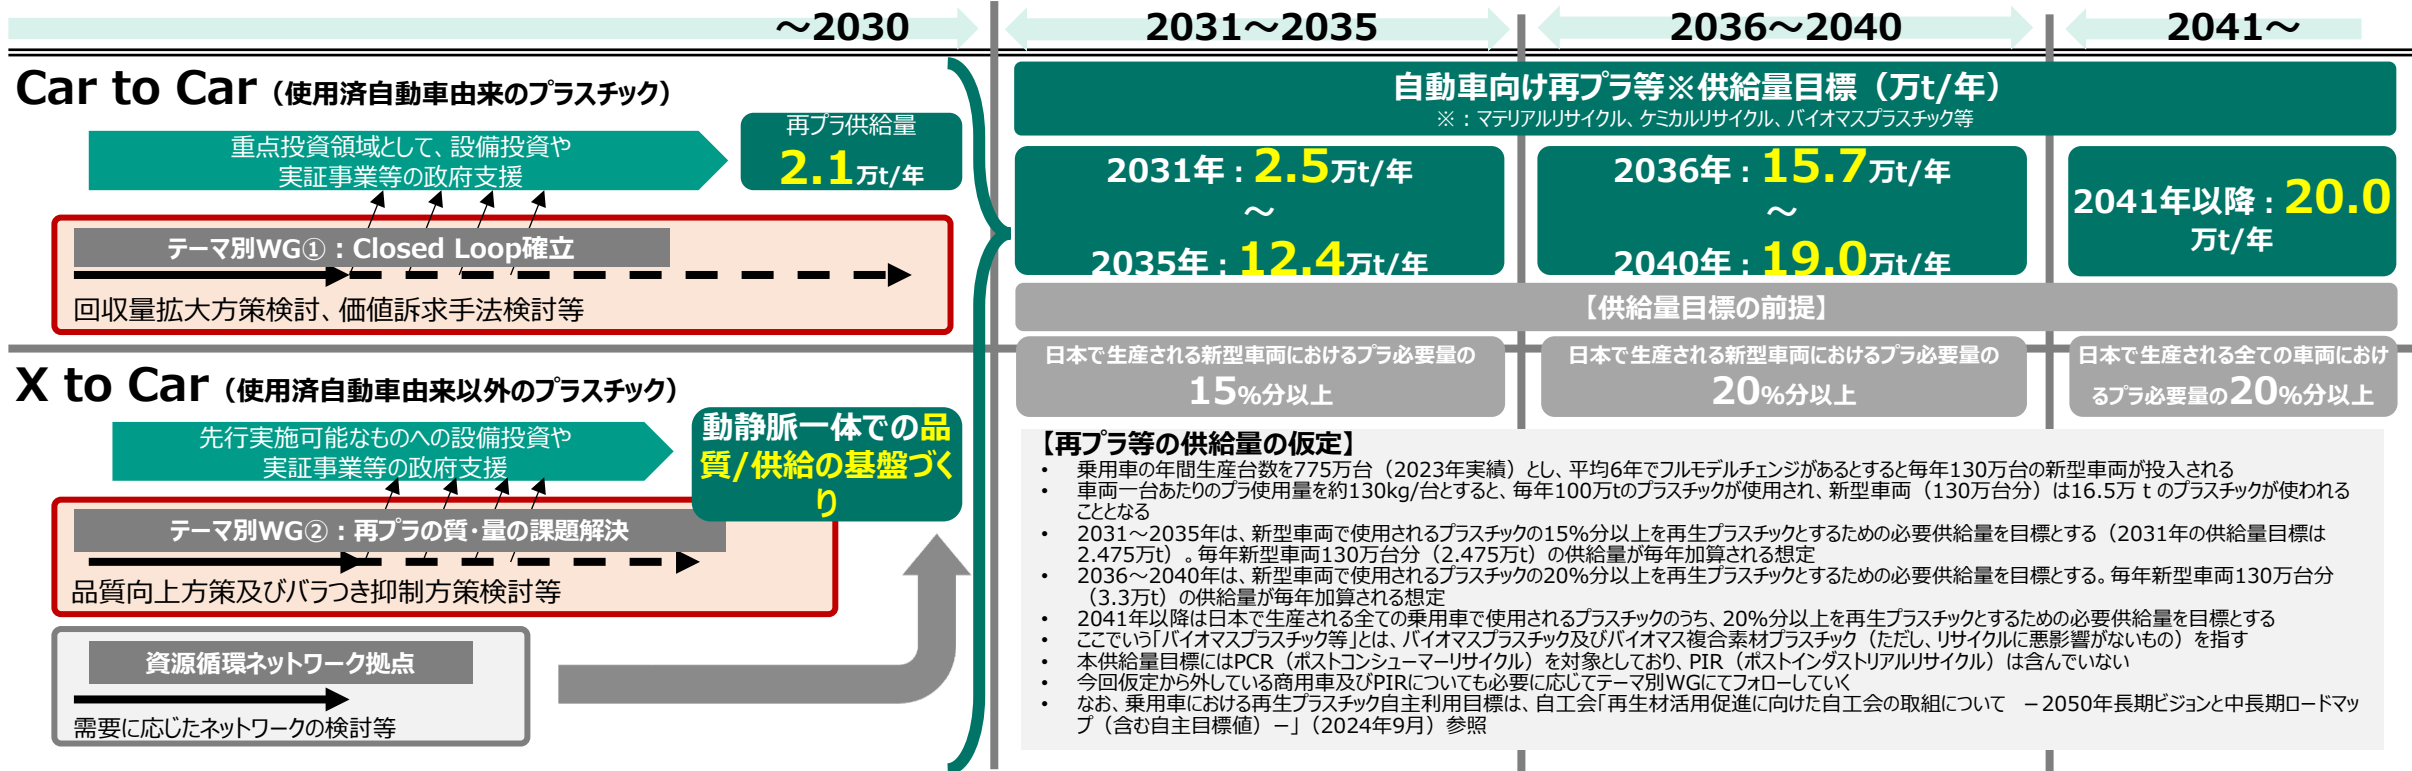 ～2030
2031～2035
2036～2040
2041～
Car to Car（使用済自動車由来のプラスチック）
重点投資領域として、設備投資や
実証事業等の政府支援
再プラ供給量
2.1万t/年
テーマ別WG①：Closed Loop確立
回収量拡大方策検討、価値訴求手法検討等
X to Car（使用済自動車由来以外のプラスチック）
先行実施可能なものへの設備投資や
実証事業等の政府支援
動静脈一体での品
質/供給の基盤づく
り
テーマ別WG②：再プラの質・量の課題解決
品質向上方策及びバラつき抑制方策検討等
資源循環ネットワーク拠点
需要に応じたネットワークの検討等
自動車向け再プラ等※供給量目標（万t/年）
※：マテリアルリサイクル、ケミカルリサイクル、バイオマスプラスチック等
2031年：2.5万t/年
～
2035年：12.4万t/年
2036年：15.7万t/年
～
2040年：19.0万t/年
2041年以降：20.0
万t/年
【供給量目標の前提】
日本で生産される新型車両におけるプラ必要量の
15%分以上
日本で生産される新型車両におけるプラ必要量の
20%分以上
日本で生産される全ての車両におけ
るプラ必要量の20%分以上
【再プラ等の供給量の仮定】
• 乗用車の年間生産台数を775万台（2023年実績）とし、平均6年でフルモデルチェンジがあるとすると毎年130万台の新型車両が投入される
• 車両一台あたりのプラ使用量を約130kg/台とすると、毎年100万tのプラスチックが使用され、新型車両（130万台分）は16.5万ｔのプラスチックが使われる
こととなる
• 2031～2035年は、新型車両で使用されるプラスチックの15%分以上を再生プラスチックとするための必要供給量を目標とする（2031年の供給量目標は
2.475万t）。毎年新型車両130万台分（2.475万t）の供給量が毎年加算される想定
• 2036～2040年は、新型車両で使用されるプラスチックの20%分以上を再生プラスチックとするための必要供給量を目標とする。毎年新型車両130万台分
（3.3万t）の供給量が毎年加算される想定
• 2041年以降は日本で生産される全ての乗用車で使用されるプラスチックのうち、20%分以上を再生プラスチックとするための必要供給量を目標とする
• ここでいう「バイオマスプラスチック等」とは、バイオマスプラスチック及びバイオマス複合素材プラスチック（ただし、リサイクルに悪影響がないもの）を指す
• 本供給量目標にはPCR（ポストコンシューマーリサイクル）を対象としており、PIR（ポストインダストリアルリサイクル）は含んでいない
• 今回仮定から外している商用車及びPIRについても必要に応じてテーマ別WGにてフォローしていく
• なお、乗用車における再生プラスチック自主利用目標は、自工会「再生材活用促進に向けた自工会の取組について －2050年長期ビジョンと中長期ロードマッ
プ（含む自主目標値）－」（2024年9月）参照